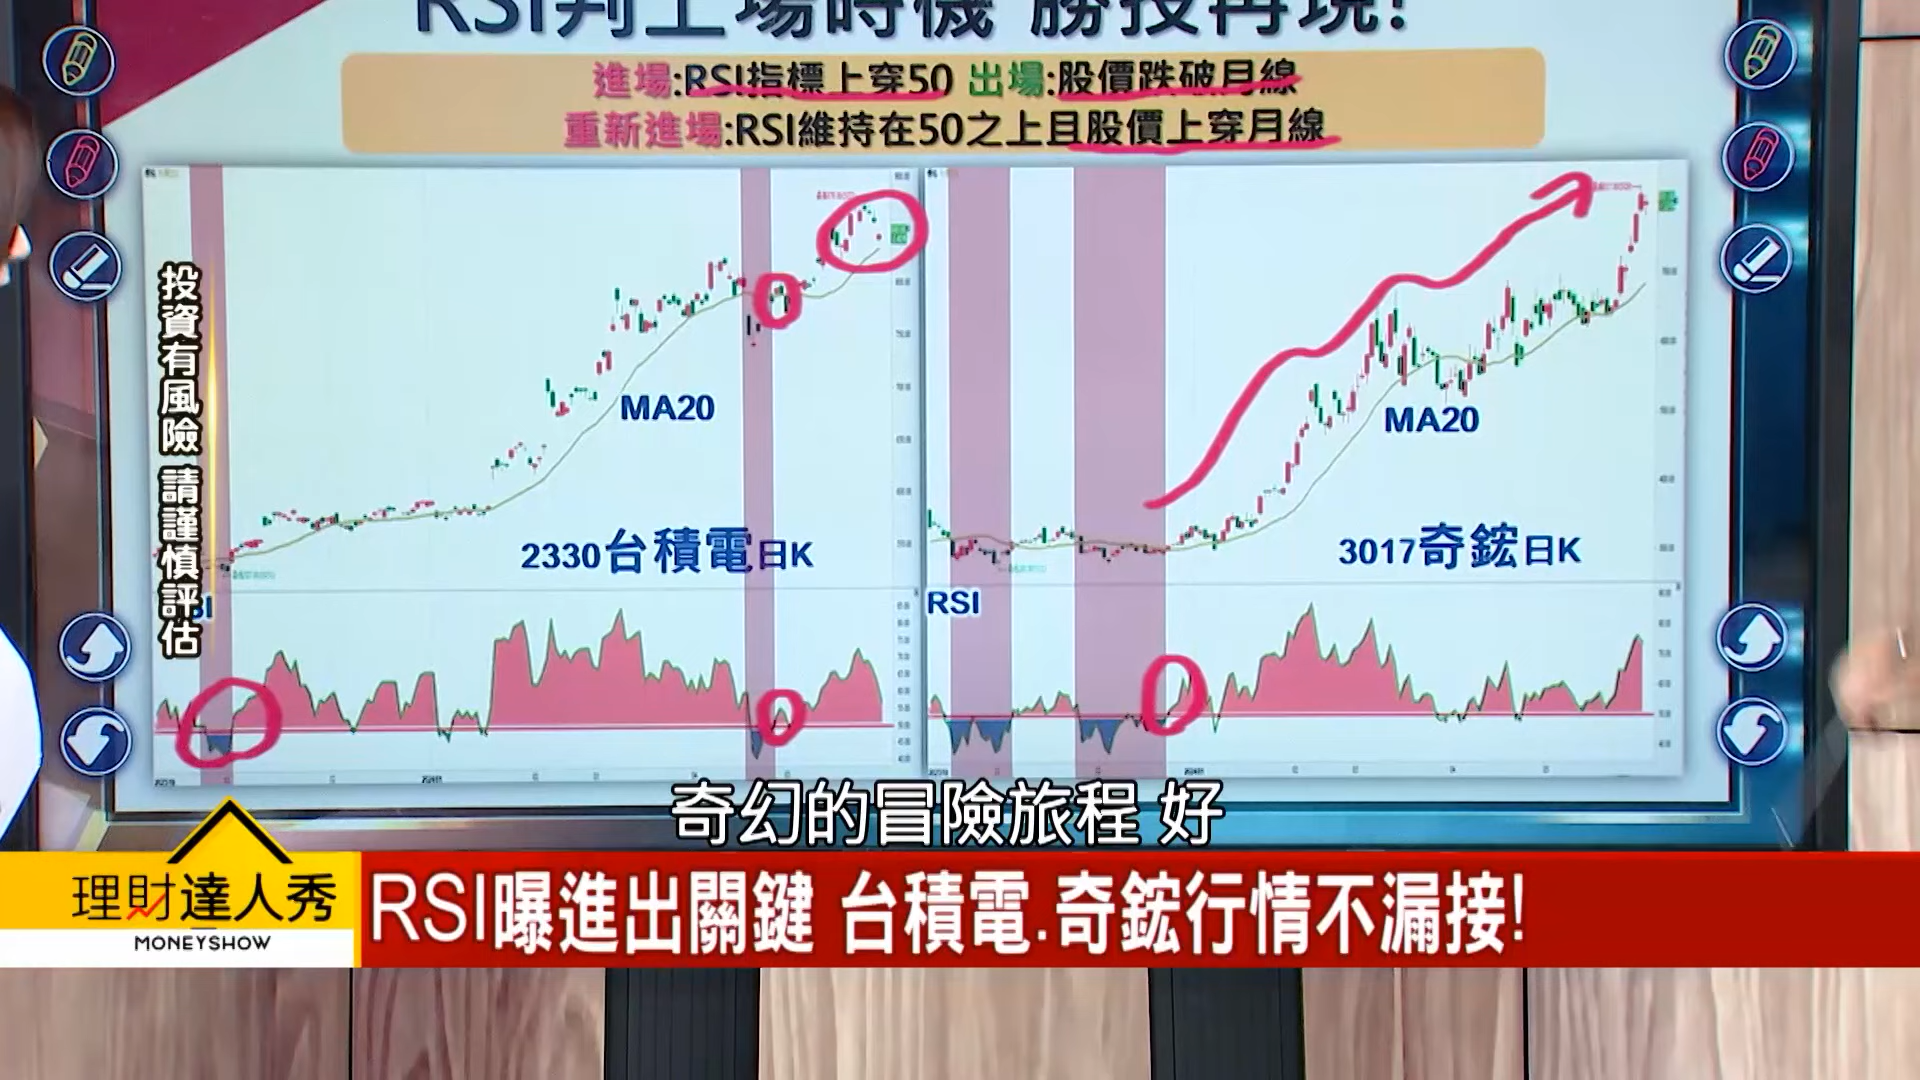 RSI判上場時機 勝投再現!
進場:RSI指標上穿50 出場:股價跌破月線
重新進場:RSI維持在50之上且股價上穿月線
投資有風險 請謹慎評估
MA20
2330台積電日K
MA20
3017奇鋐日K
RSI
奇幻的冒險旅程 好
理財達人秀
MONEYSHOW
RSI曝進出關鍵 台積電.奇鋐行情不漏接!